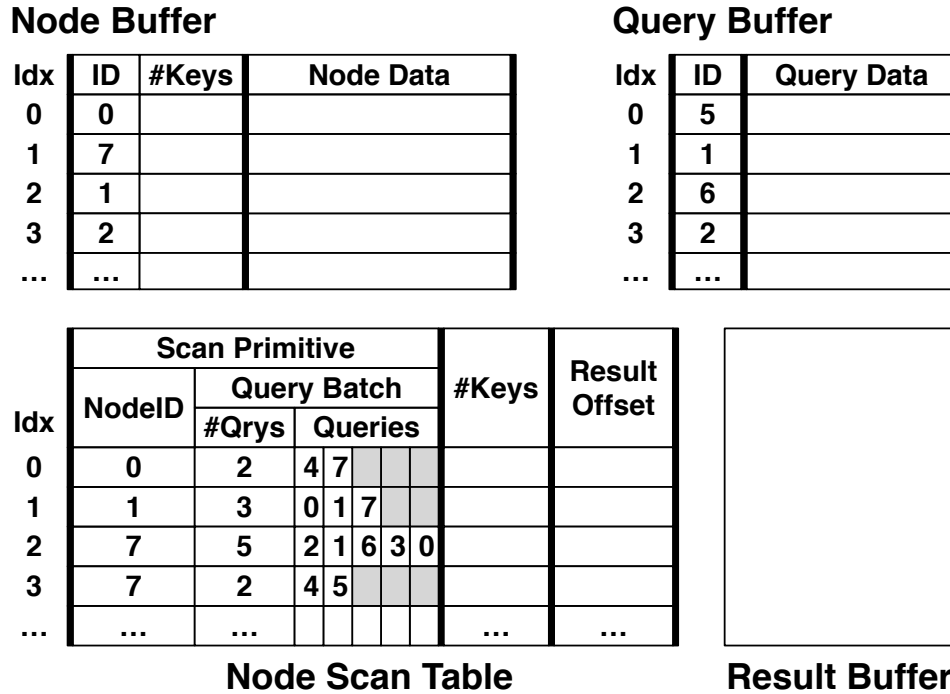 Node Buffer
Query Buffer
Idx ID #Keys Node Data
0 0
1 7
2 1
3 2
... ...
Idx ID Query Data
0 5
1 1
2 6
3 2
... ...
Scan Primitive
Query Batch
Idx NodeID #Qrys Queries #Keys Result Offset
0 0 2 4 7
1 1 3 0 1 7
2 7 5 2 1 6 3 0
3 7 2 4 5
... ... ... ... ...
Node Scan Table
Result Buffer